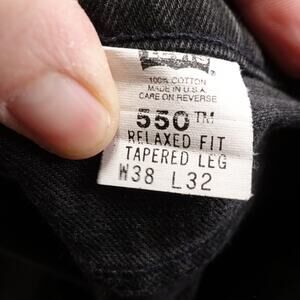 100% COTTON
MADE IN U.S.A.
CARE ON REVERSE
550™
RELAXED FIT
TAPERED LEG
W38 L32